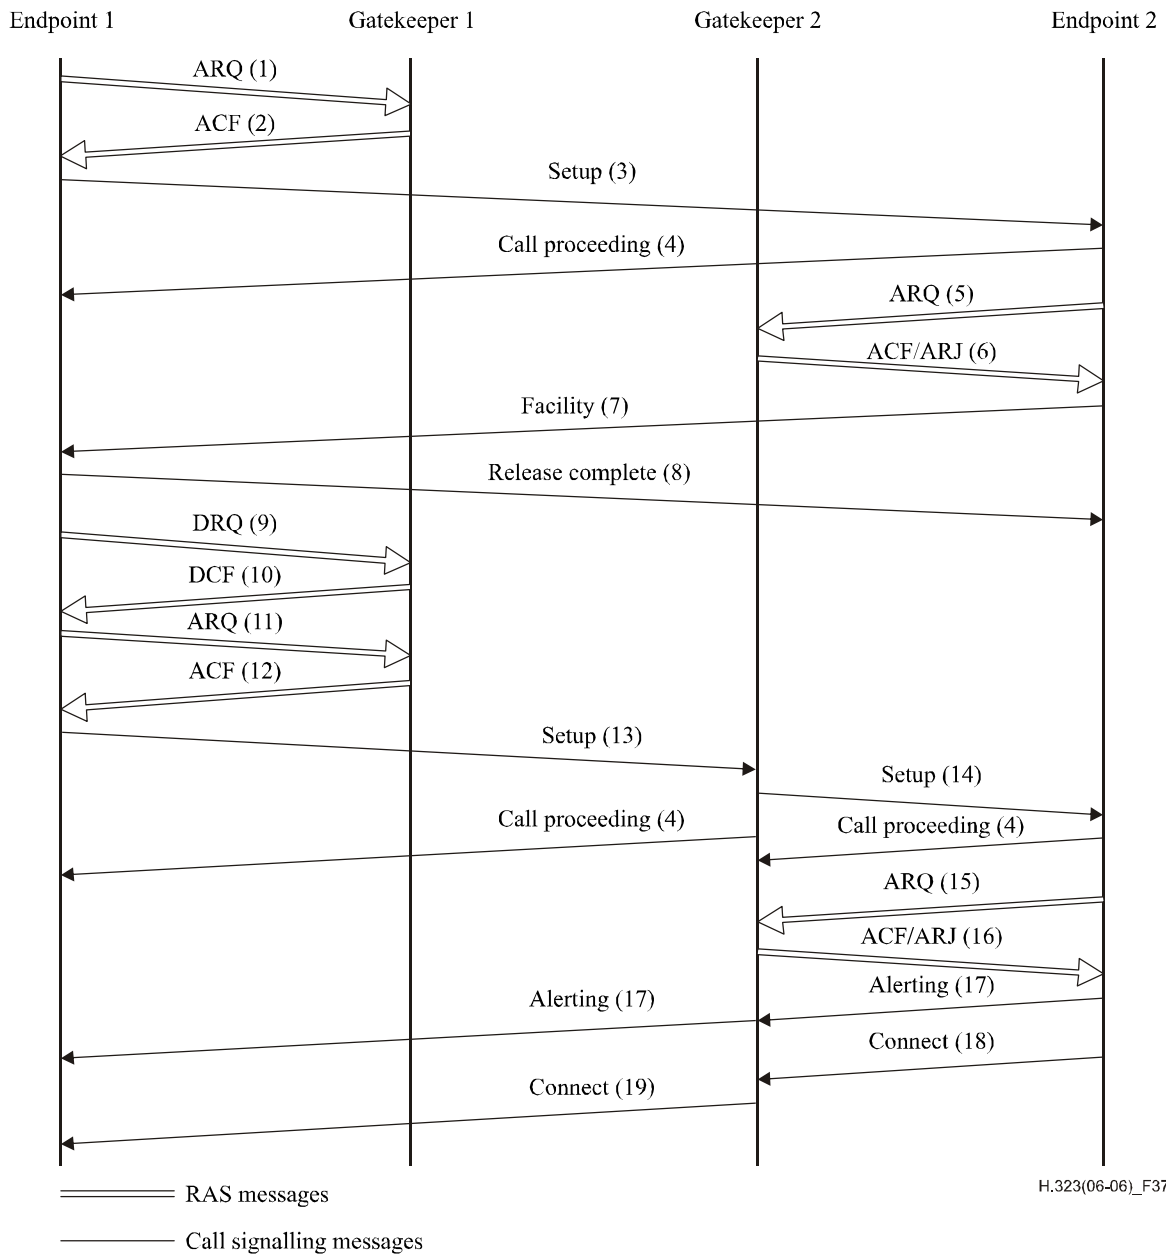 Endpoint 1 Gatekeeper 1 Gatekeeper 2 Endpoint 2
ARQ (1)
ACF (2)
Setup (3)
Call proceeding (4)
ARQ (5)
ACF/ARJ (6)
Facility (7)
Release complete (8)
DRQ (9)
DCF (10)
ARQ (11)
ACF (12)
Setup (13)
Setup (14)
Call proceeding (4)
Call proceeding (4)
ARQ (15)
ACF/ARJ (16)
Alerting (17)
Alerting (17)
Connect (18)
Connect (19)
RAS messages
H.323(06-06)_F37
Call signalling messages